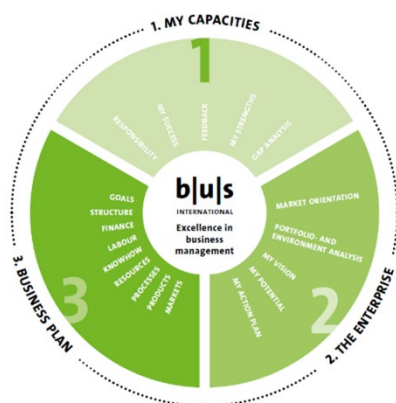 1. MY CAPACITIES
1
RESPONSIBILITY
MY SUCCESS
FEEDBACK
MY STRENGTHS
GAP ANALYSIS
b|u|s
INTERNATIONAL
Excellence in
business
management
MARKET ORIENTATION
PORTFOLIO- AND
ENVIRONMENT ANALYSIS
MY VISION
MY POTENTIAL
MY ACTION PLAN
2
2. THE ENTERPRISE
GOALS
STRUCTURE
FINANCE
LABOUR
KNOWHOW
RESOURCES
PROCESSES
PRODUCTS
MARKETS
3
3. BUSINESS PLAN